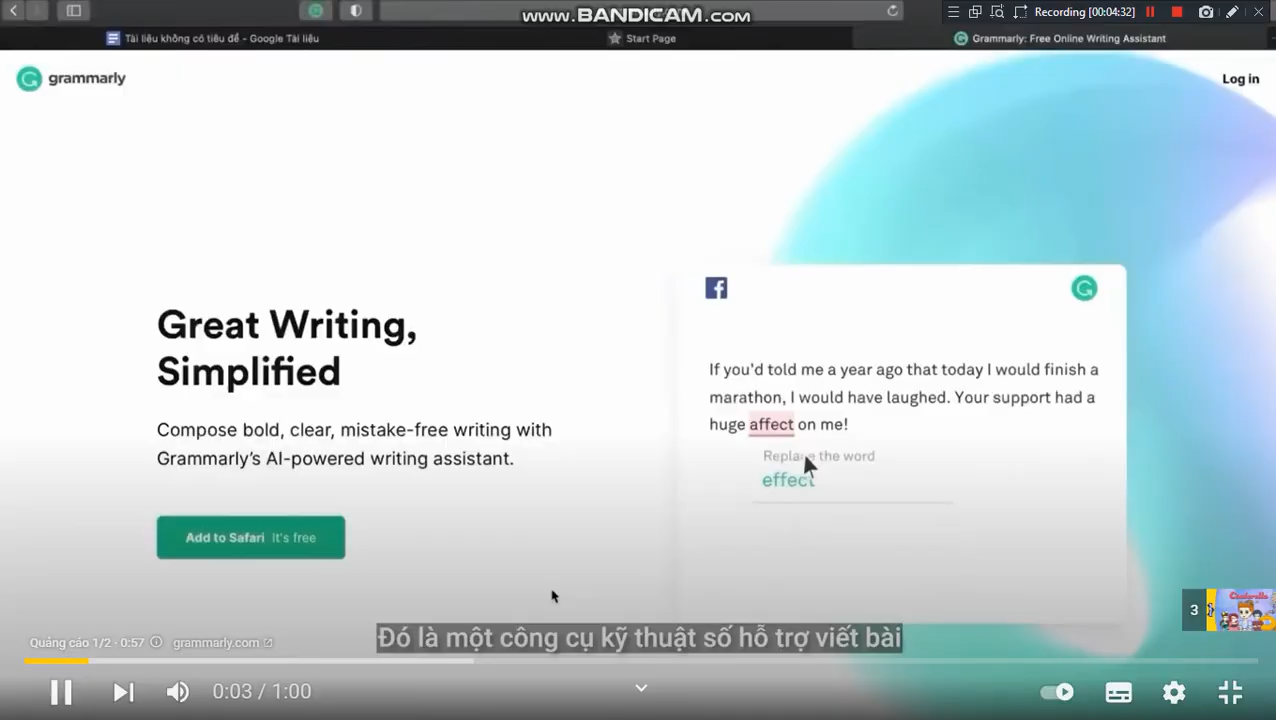 www.BANDICAM.com
Recording [00:04:32]
Tài liệu không có tiêu đề - Google Tài liệu
Start Page
Grammarly: Free Online Writing Assistant
grammarly
Log in
Great Writing,
Simplified
Compose bold, clear, mistake-free writing with
Grammarly's AI-powered writing assistant.
Add to Safari It's free
If you'd told me a year ago that today I would finish a
marathon, I would have laughed. Your support had a
huge affect on me!
Replace the word
effect
3
Cinderella
Quảng cáo 1/2 · 0:57
grammarly.com
Đó là một công cụ kỹ thuật số hỗ trợ viết bài
0:03 / 1:00